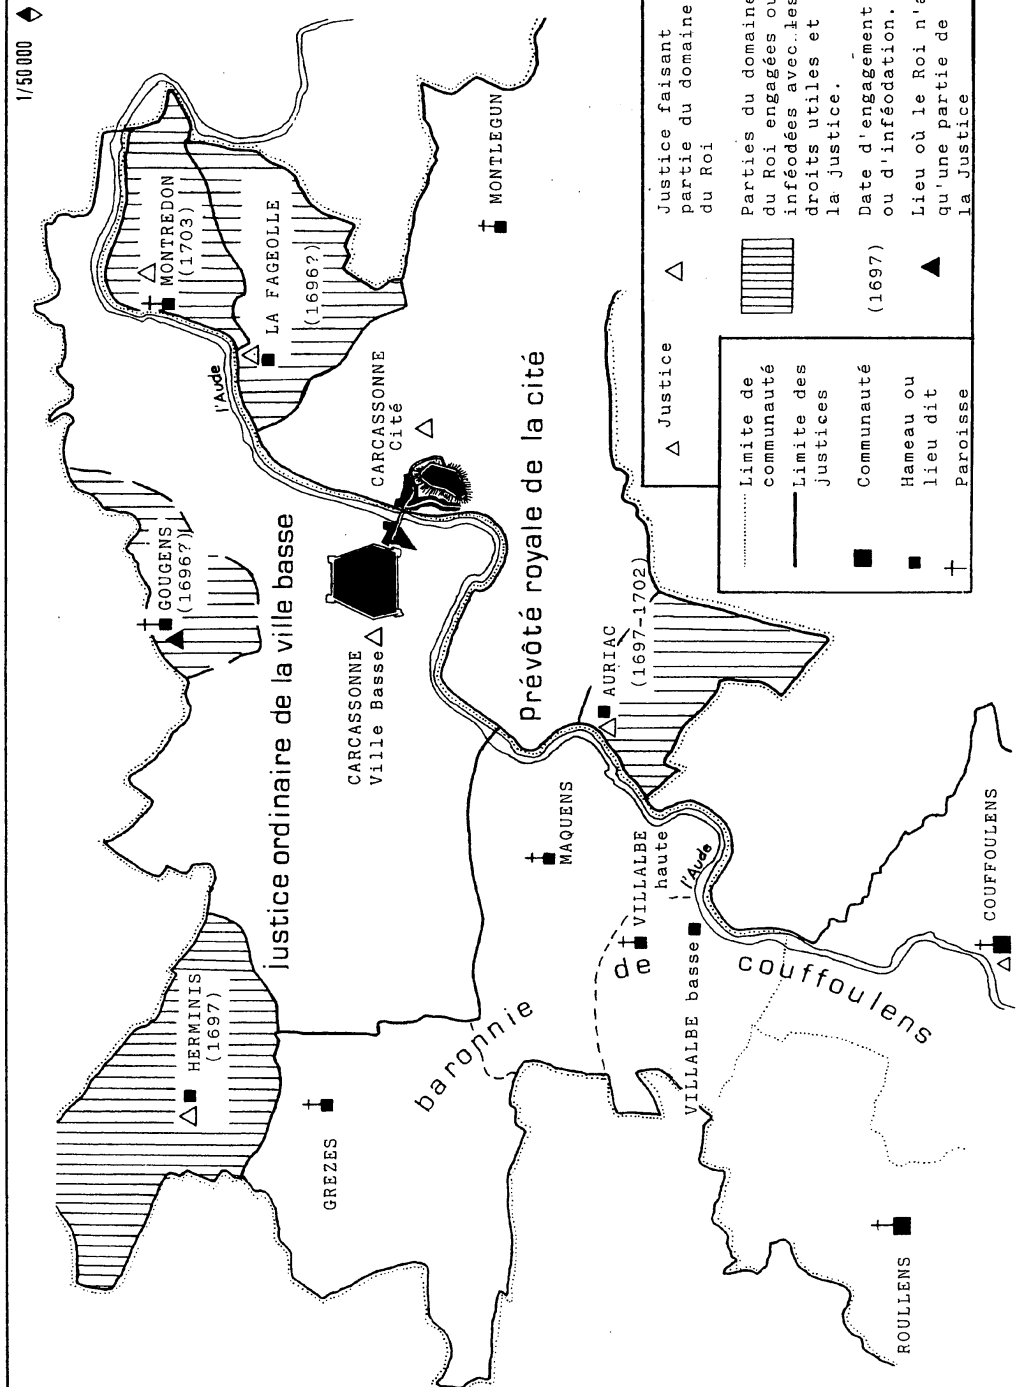 1/50 000
HERMINIS
(1697)
GREZES
GOUGENS
(1696?)
justice ordinaire de la ville basse
MONTREDON
(1703)
l'Aude
LA FAGEOLLE
(1696?)
CARCASSONNE
Cité
CARCASSONNE
Ville Basse
MONTLEGUN
Prévôté royale de la cité
baronnie
de
couffoulens
MAQUENS
AURIAC
(1697-1702)
VILLALBE
haute
l'Aude
VILLALBE basse
ROULLENS
COUFFOULENS
Justice
Justice faisant
partie du domaine
du Roi
Parties du domaine
du Roi engagées ou
inféodées avec les
droits utiles et
la justice.
(1697)
Date d'engagement
ou d'inféodation.
Lieu où le Roi n'a
qu'une partie de
la Justice
Limite de
communauté
Limite des
justices
Communauté
Hameau ou
lieu dit
Paroisse